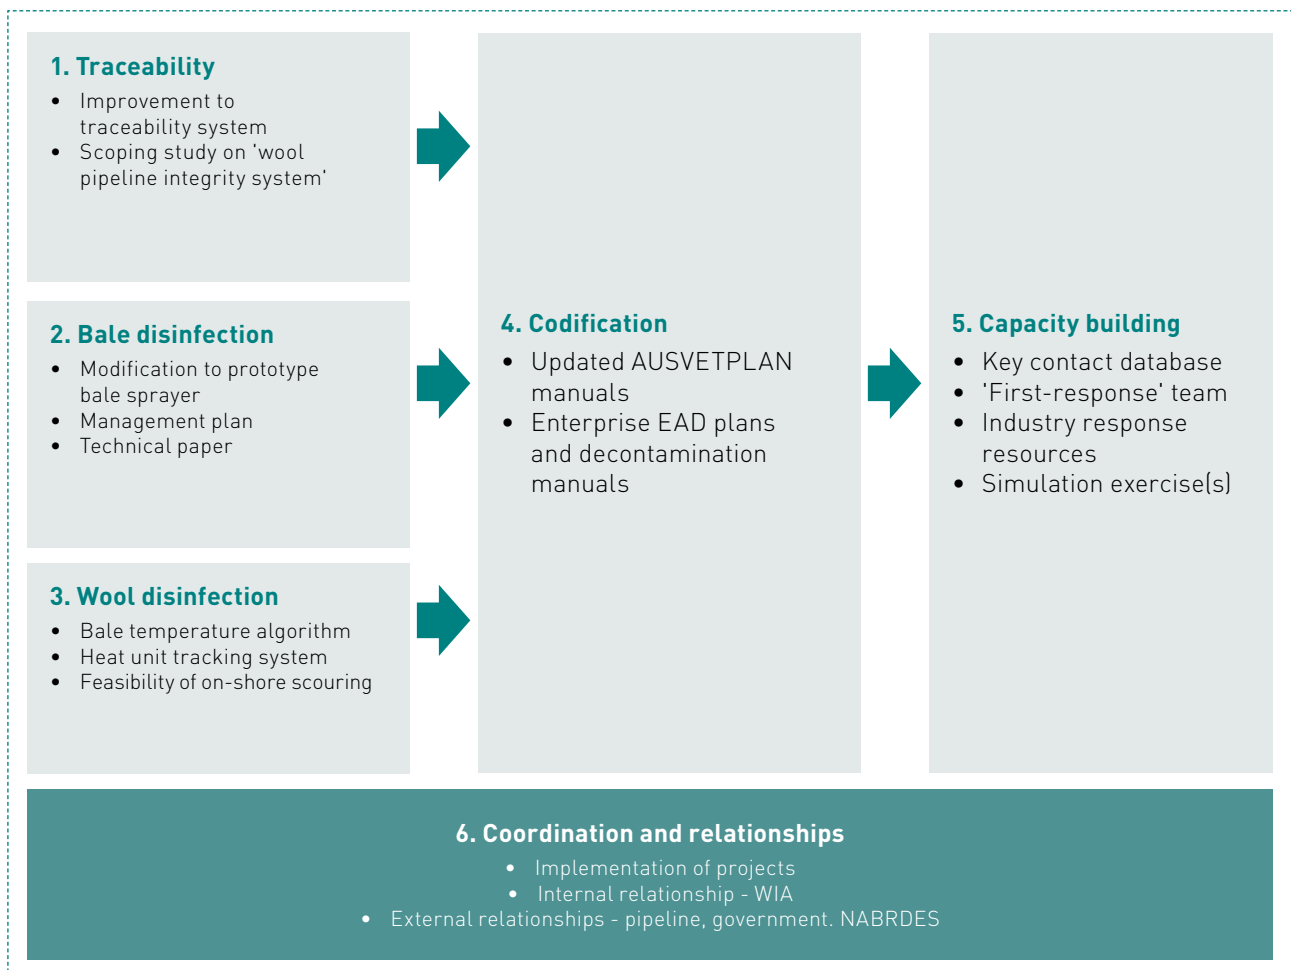 1. Traceability
• Improvement to
traceability system
• Scoping study on 'wool
pipeline integrity system'
2. Bale disinfection
• Modification to prototype
bale sprayer
• Management plan
• Technical paper
3. Wool disinfection
• Bale temperature algorithm
• Heat unit tracking system
• Feasibility of on-shore scouring
4. Codification
• Updated AUSVETPLAN
manuals
• Enterprise EAD plans
and decontamination
manuals
5. Capacity building
• Key contact database
• 'First-response' team
• Industry response
resources
• Simulation exercise(s)
6. Coordination and relationships
• Implementation of projects
• Internal relationship - WIA
• External relationships - pipeline, government. NABRDES